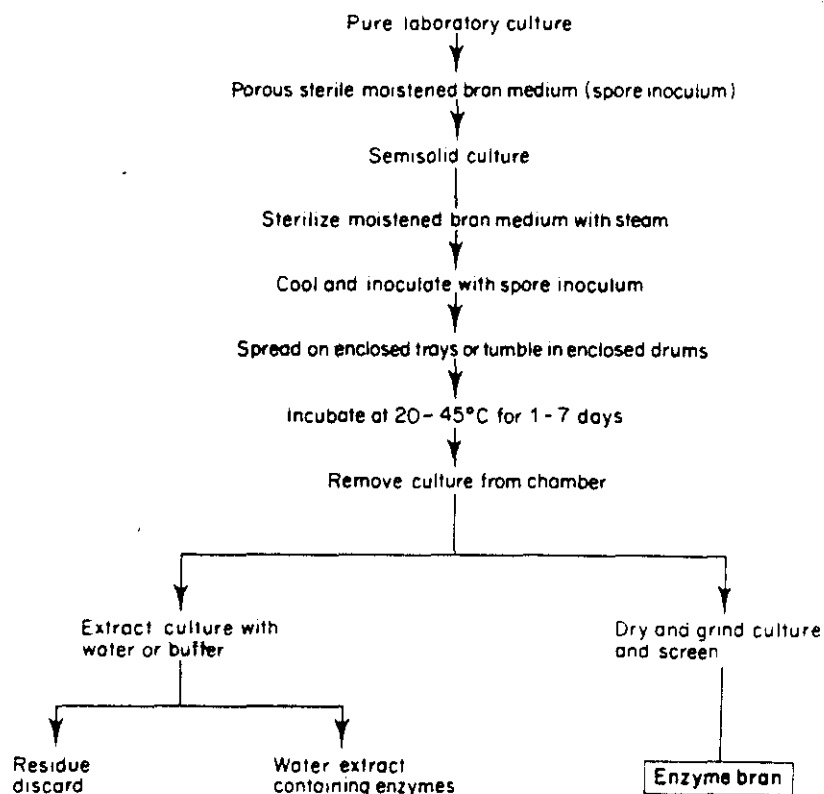 Pure laboratory culture
Porous sterile moistened bran medium (spore inoculum)
Semisolid culture
Sterilize moistened bran medium with steam
Cool and inoculate with spore inoculum
Spread on enclosed trays or tumble in enclosed drums
Incubate at 20-45°C for 1-7 days
Remove culture from chamber
Extract culture with
water or buffer
Dry and grind culture
and screen
Residue
discard
Water extract
containing enzymes
Enzyme bran